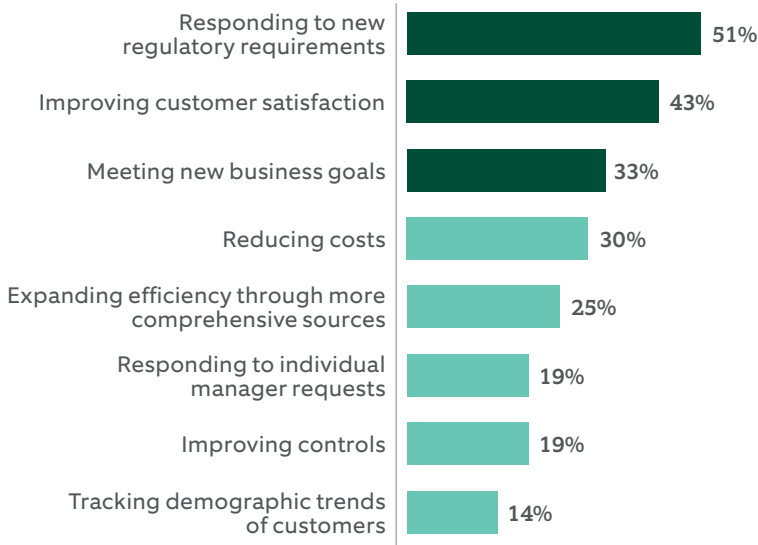 Responding to new
regulatory requirements
51%
Improving customer satisfaction
43%
Meeting new business goals
33%
Reducing costs
30%
Expanding efficiency through more
comprehensive sources
25%
Responding to individual
manager requests
19%
Improving controls
19%
Tracking demographic trends
of customers
14%